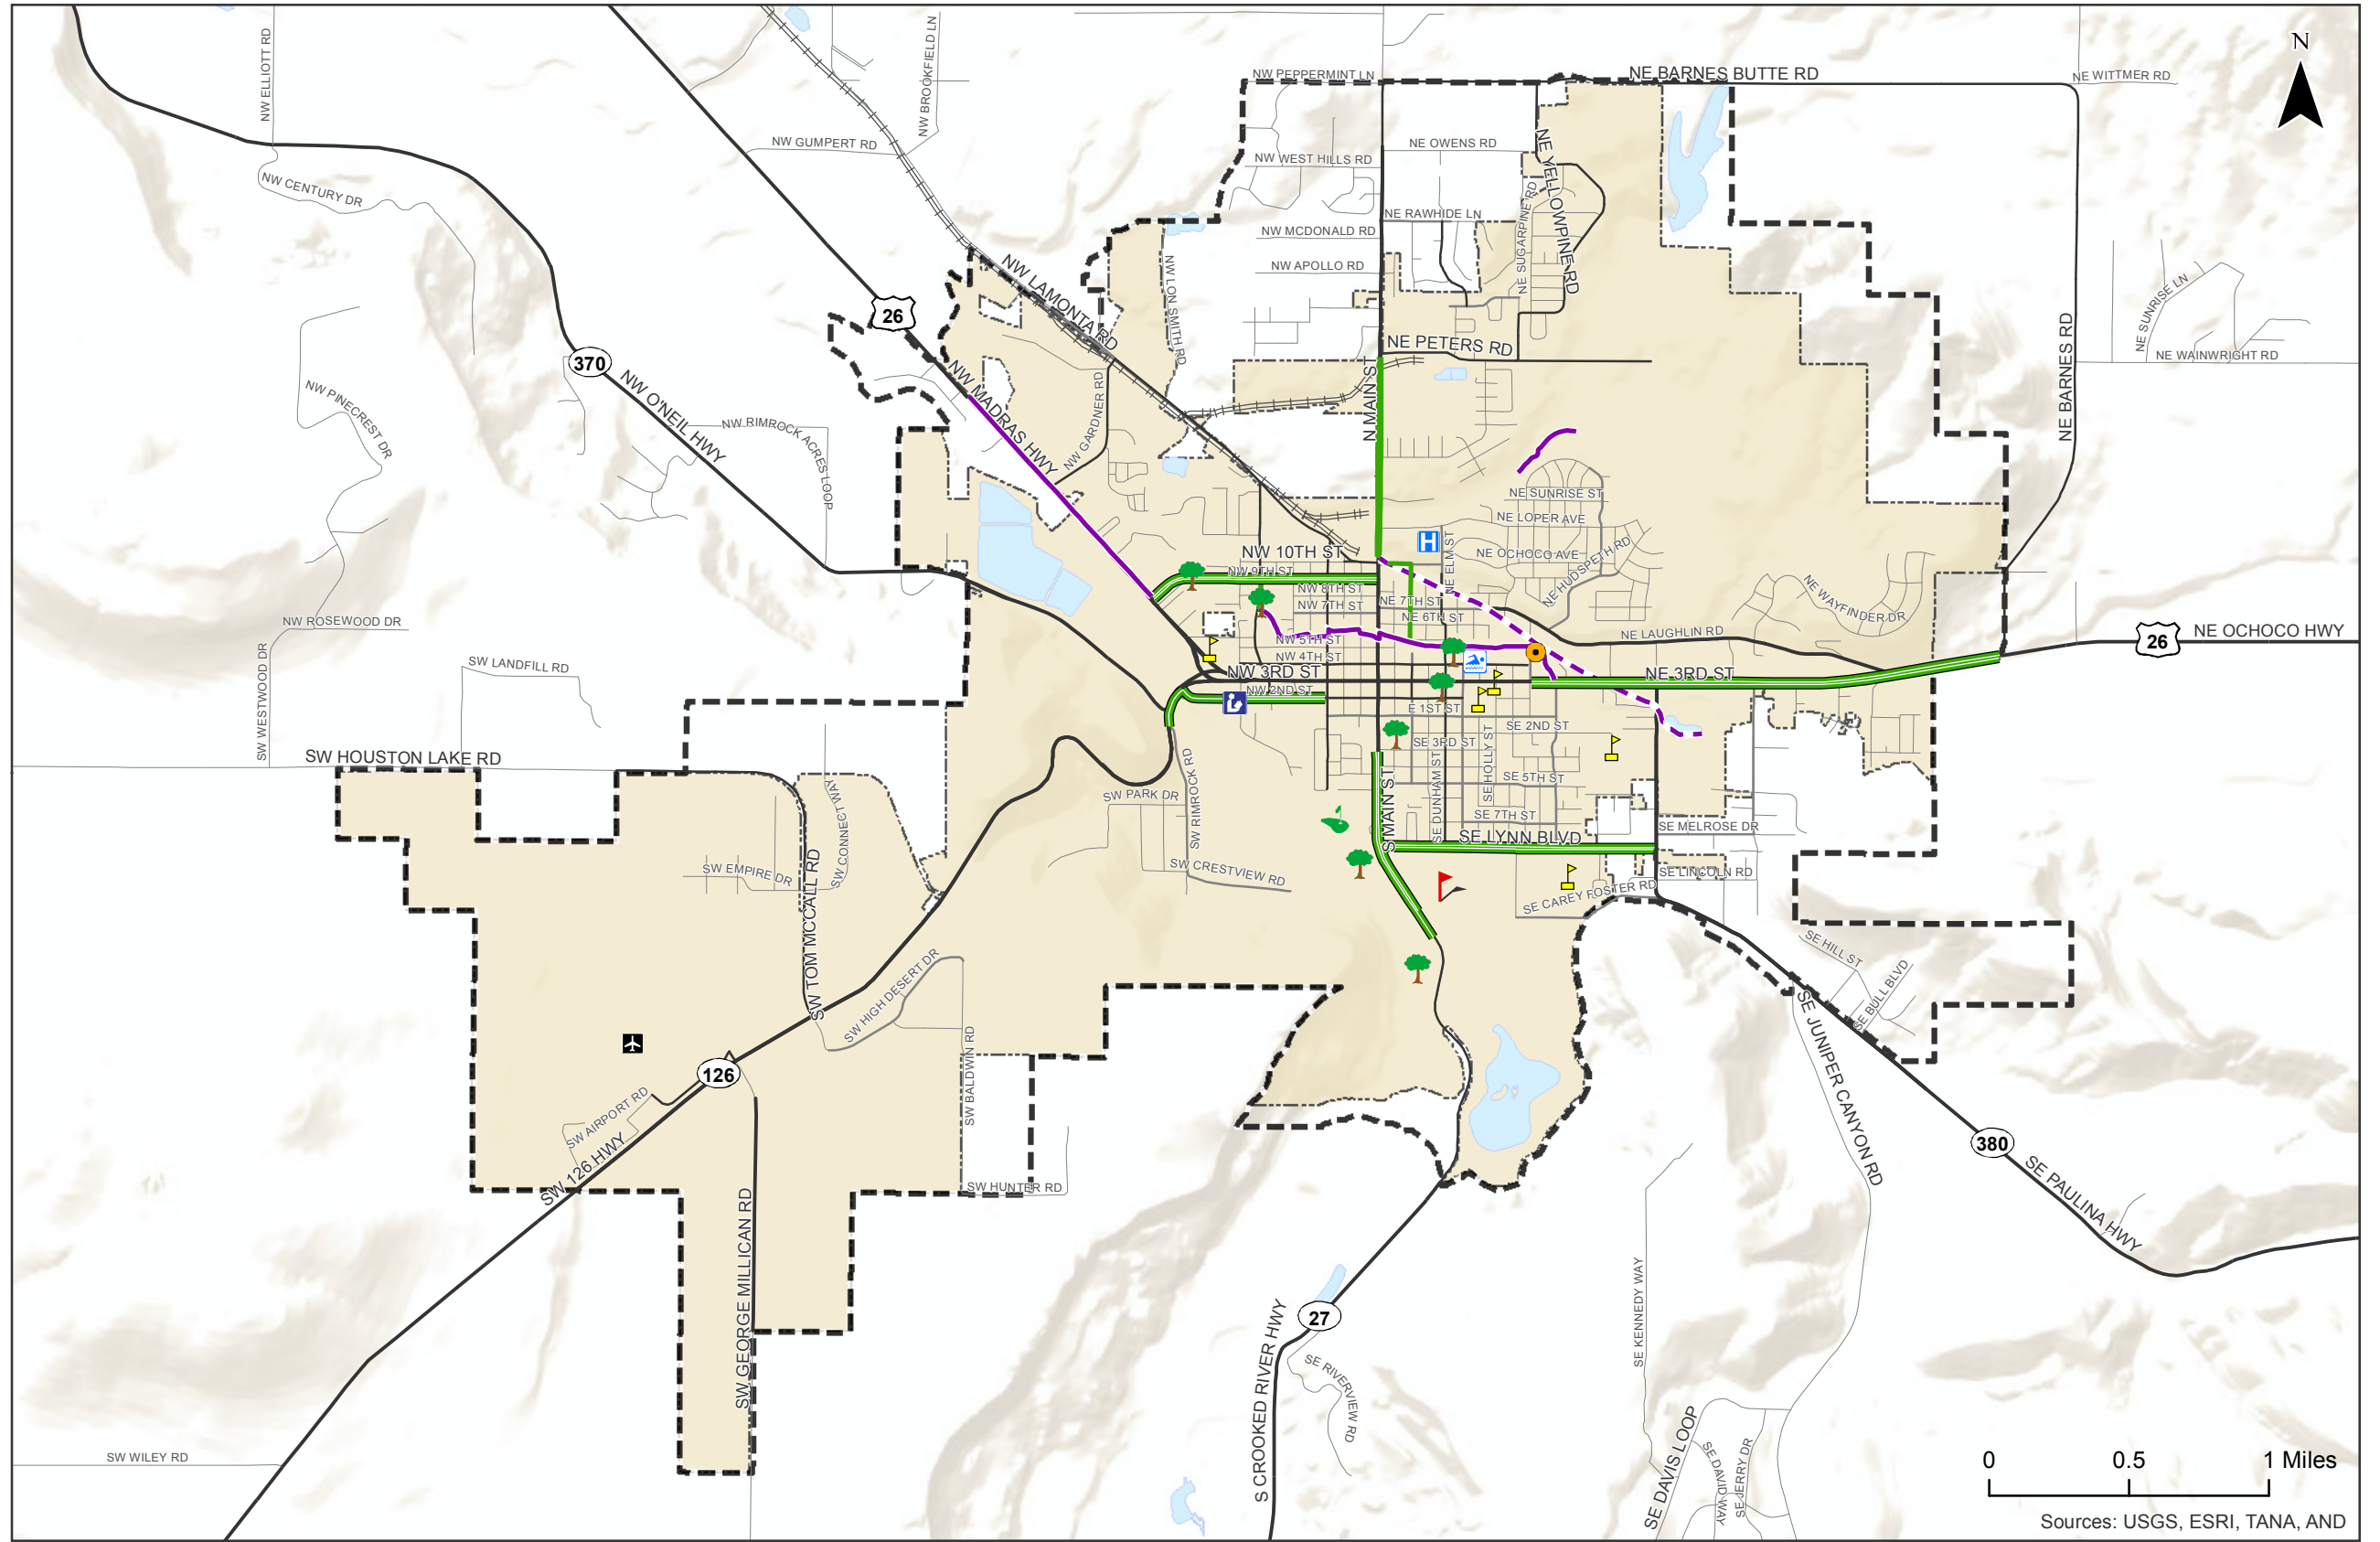 NW ELLIOTT RD
NW BROOKFIELD LN
NW PEPPERMINT LN
NE BARNES BUTTE RD
NE WITTMER RD
N
NW GUMPERT RD
NE OWENS RD
NW WEST HILLS RD
NE YELLOWPINE RD
NW CENTURY DR
NE SUGARPINE RD
NE RAWHIDE LN
NW MCDONALD RD
NW APOLLO RD
NW LAMONTA RD
NW LON SMITH RD
NE SUNRISE LN
26
NE PETERS RD
NE BARNES RD
NE WAINWRIGHT RD
370
NW O'NEIL HWY
NW MADRAS HWY
NW GARDNER RD
N MAIN ST
NW PINECREST DR
NW RIMROCK ACRES LOOP
NE SUNRISE ST
NE LOPER AVE
H
NE ELM ST
NE OCHOCO AVE
NE HUDSPETH RD
NW 10TH ST
NW 9TH ST
NW 8TH ST
NW 7TH ST
NE 7TH ST
NE 6TH ST
NE WAYFINDER DR
NW ROSEWOOD DR
NE LAUGHLIN RD
26
NE OCHOCO HWY
NW 5TH ST
NW 4TH ST
NW 3RD ST
NE 3RD ST
NW 2ND ST
SW WESTWOOD DR
SW LANDFILL RD
E 1ST ST
SE 2ND ST
SE 3RD ST
SW HOUSTON LAKE RD
SW RIMROCK RD
SE HOLLY ST
SE DUNHAM ST
SE 5TH ST
SW PARK DR
S MAIN ST
SE 7TH ST
SE LYNN BLVD
SE MELROSE DR
SW CONNECT WAY
SW TOM MCCALL RD
SW EMPIRE DR
SW CRESTVIEW RD
SE LINCOLN RD
SE CAREY FOSTER RD
SE HILL ST
SE BULL BLVD
SW HIGH DESERT DR
SE JUNIPER CANYON RD
126
SW AIRPORT RD
SW BALDWIN RD
SW 126 HWY
SW HUNTER RD
380
SE PAULINA HWY
SW GEORGE MILLICAN RD
27
S CROOKED RIVER HWY
SE RIVERVIEW RD
SE KENNEDY WAY
SE DAVIS LOOP
SE DAVID WAY
SE JERRY DR
SW WILEY RD
0 0.5 1 Miles
Sources: USGS, ESRI, TANA, AND